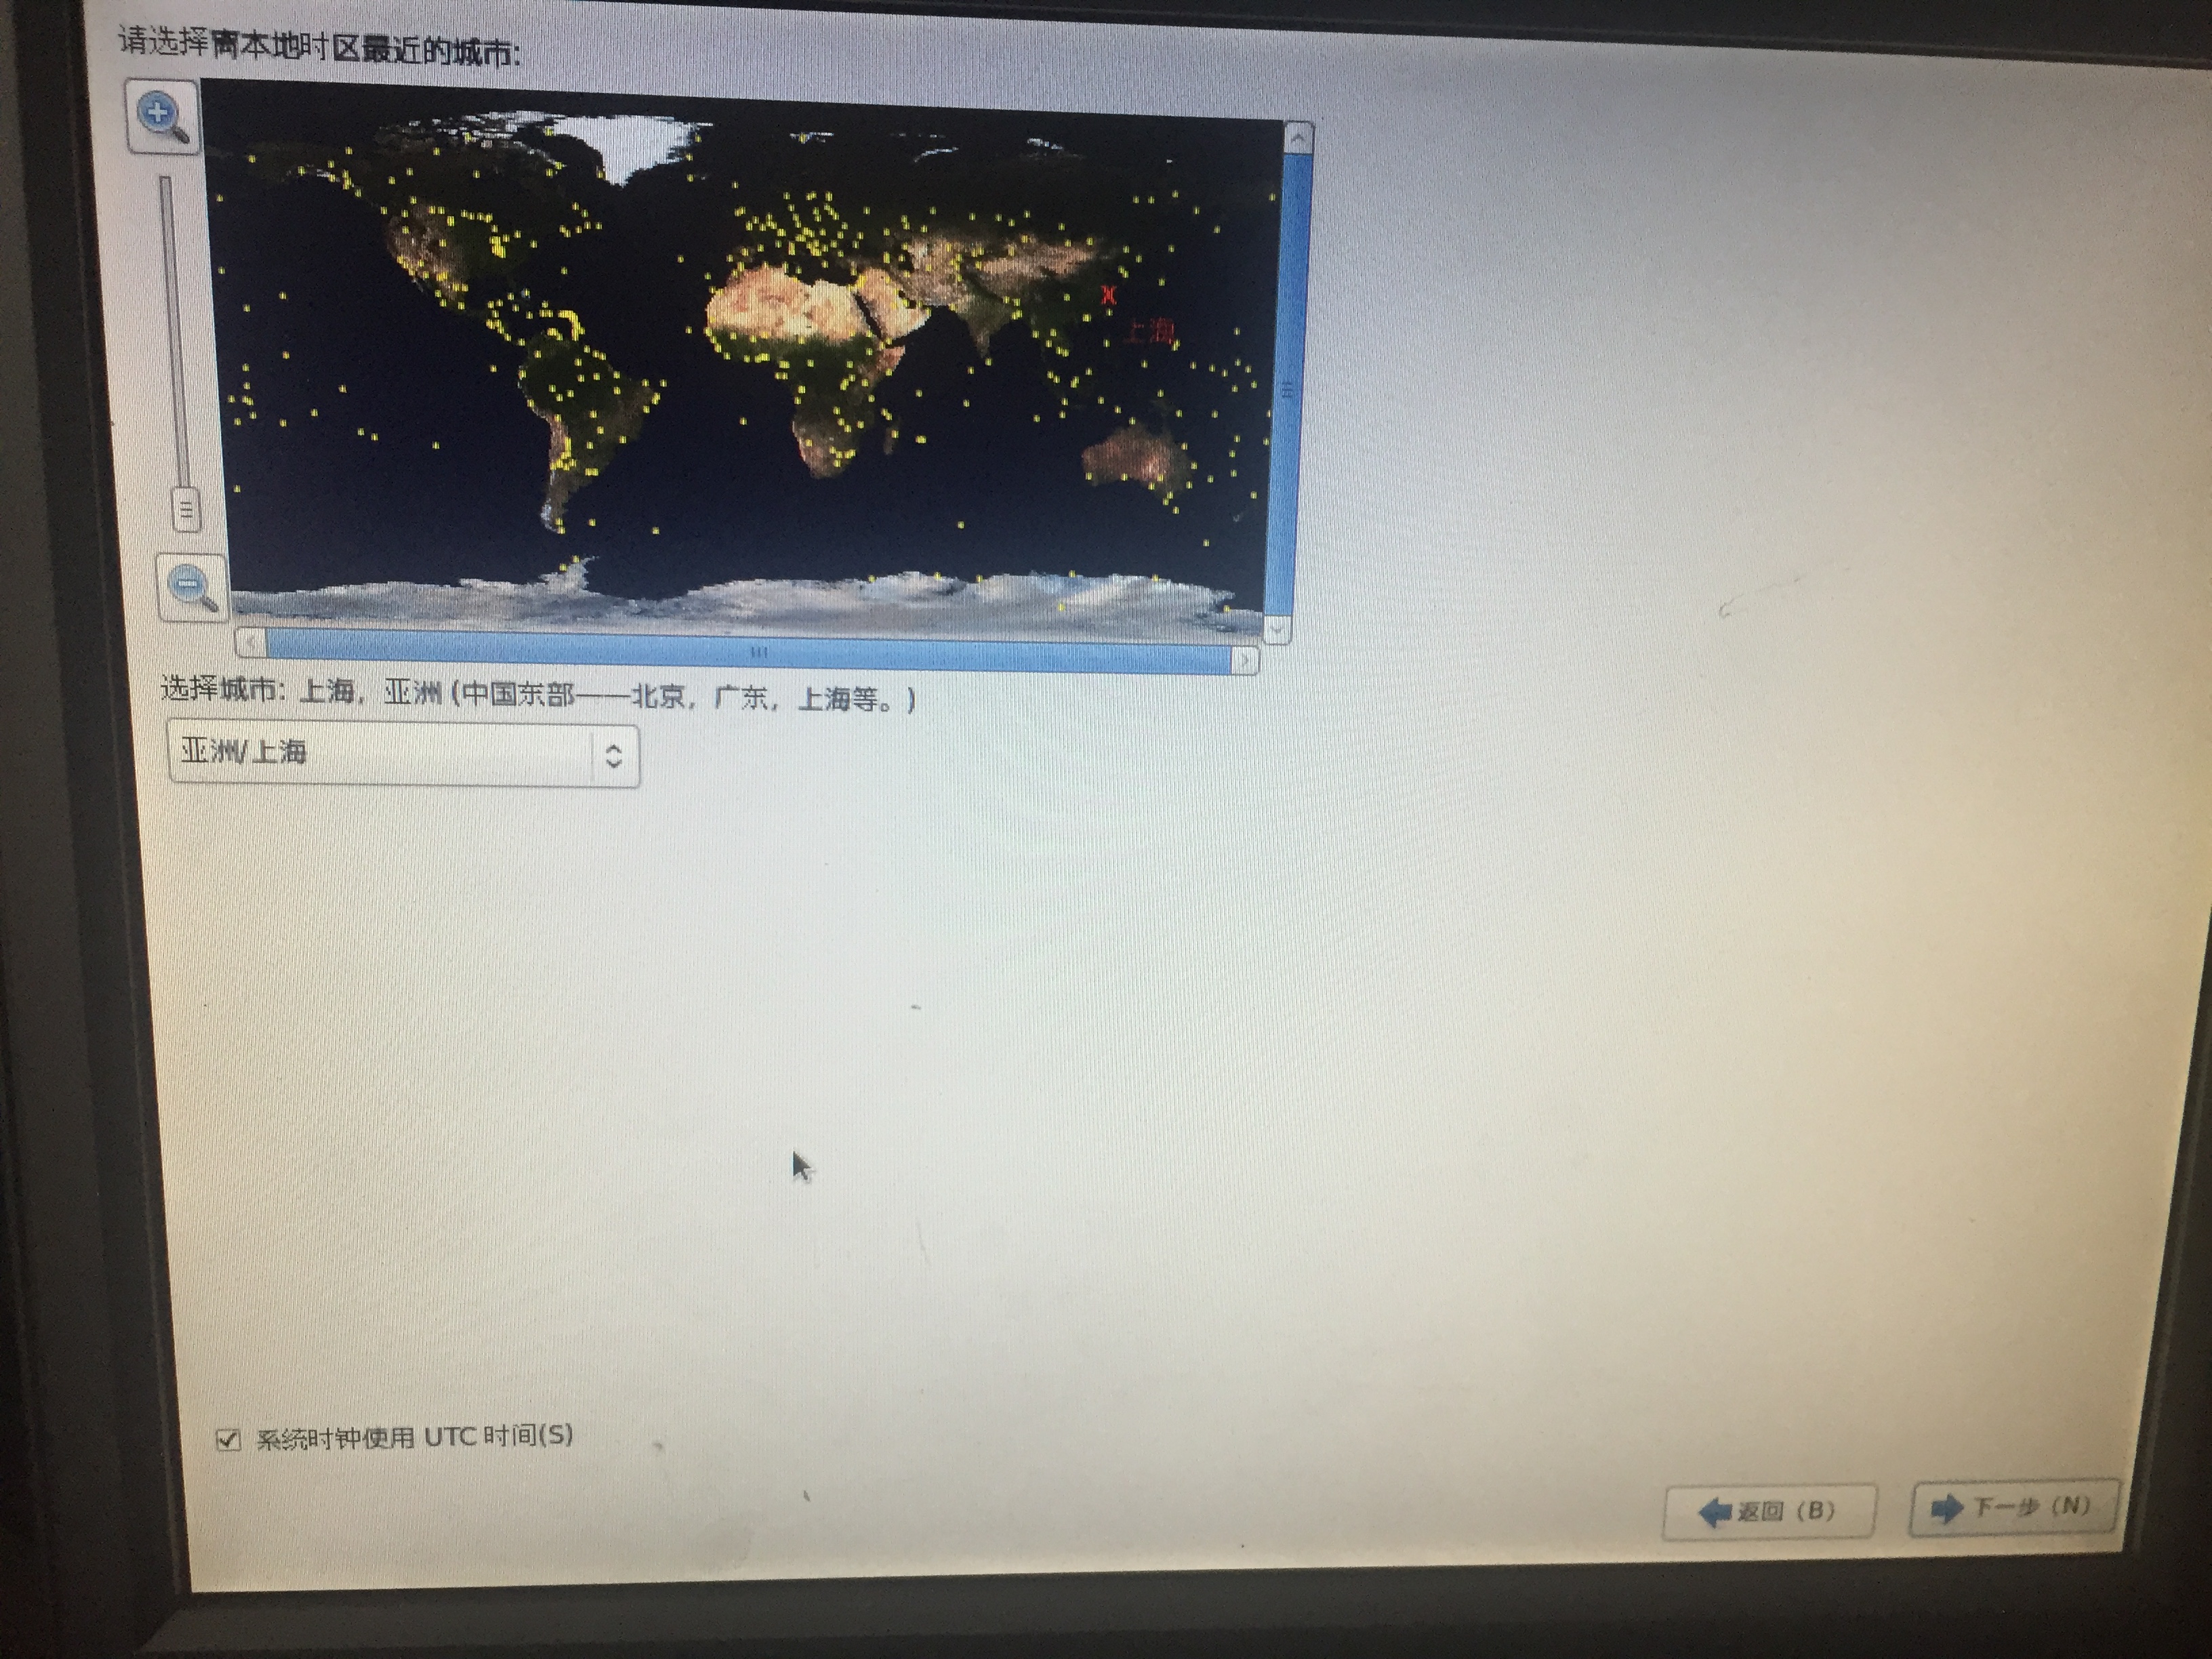 请选择离本地时区最近的城市:
上海
选择城市: 上海, 亚洲 (中国东部——北京, 广东, 上海等。)
亚洲/上海
系统时钟使用 UTC 时间(S)
返回 (B)
下一步 (N)